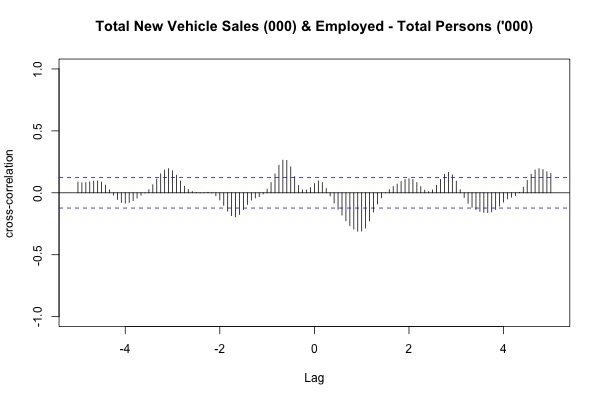 Total New Vehicle Sales (000) & Employed - Total Persons ('000)
1.0
0.5
0.0
-0.5
-1.0
cross-correlation
-4 -2 0 2 4
Lag